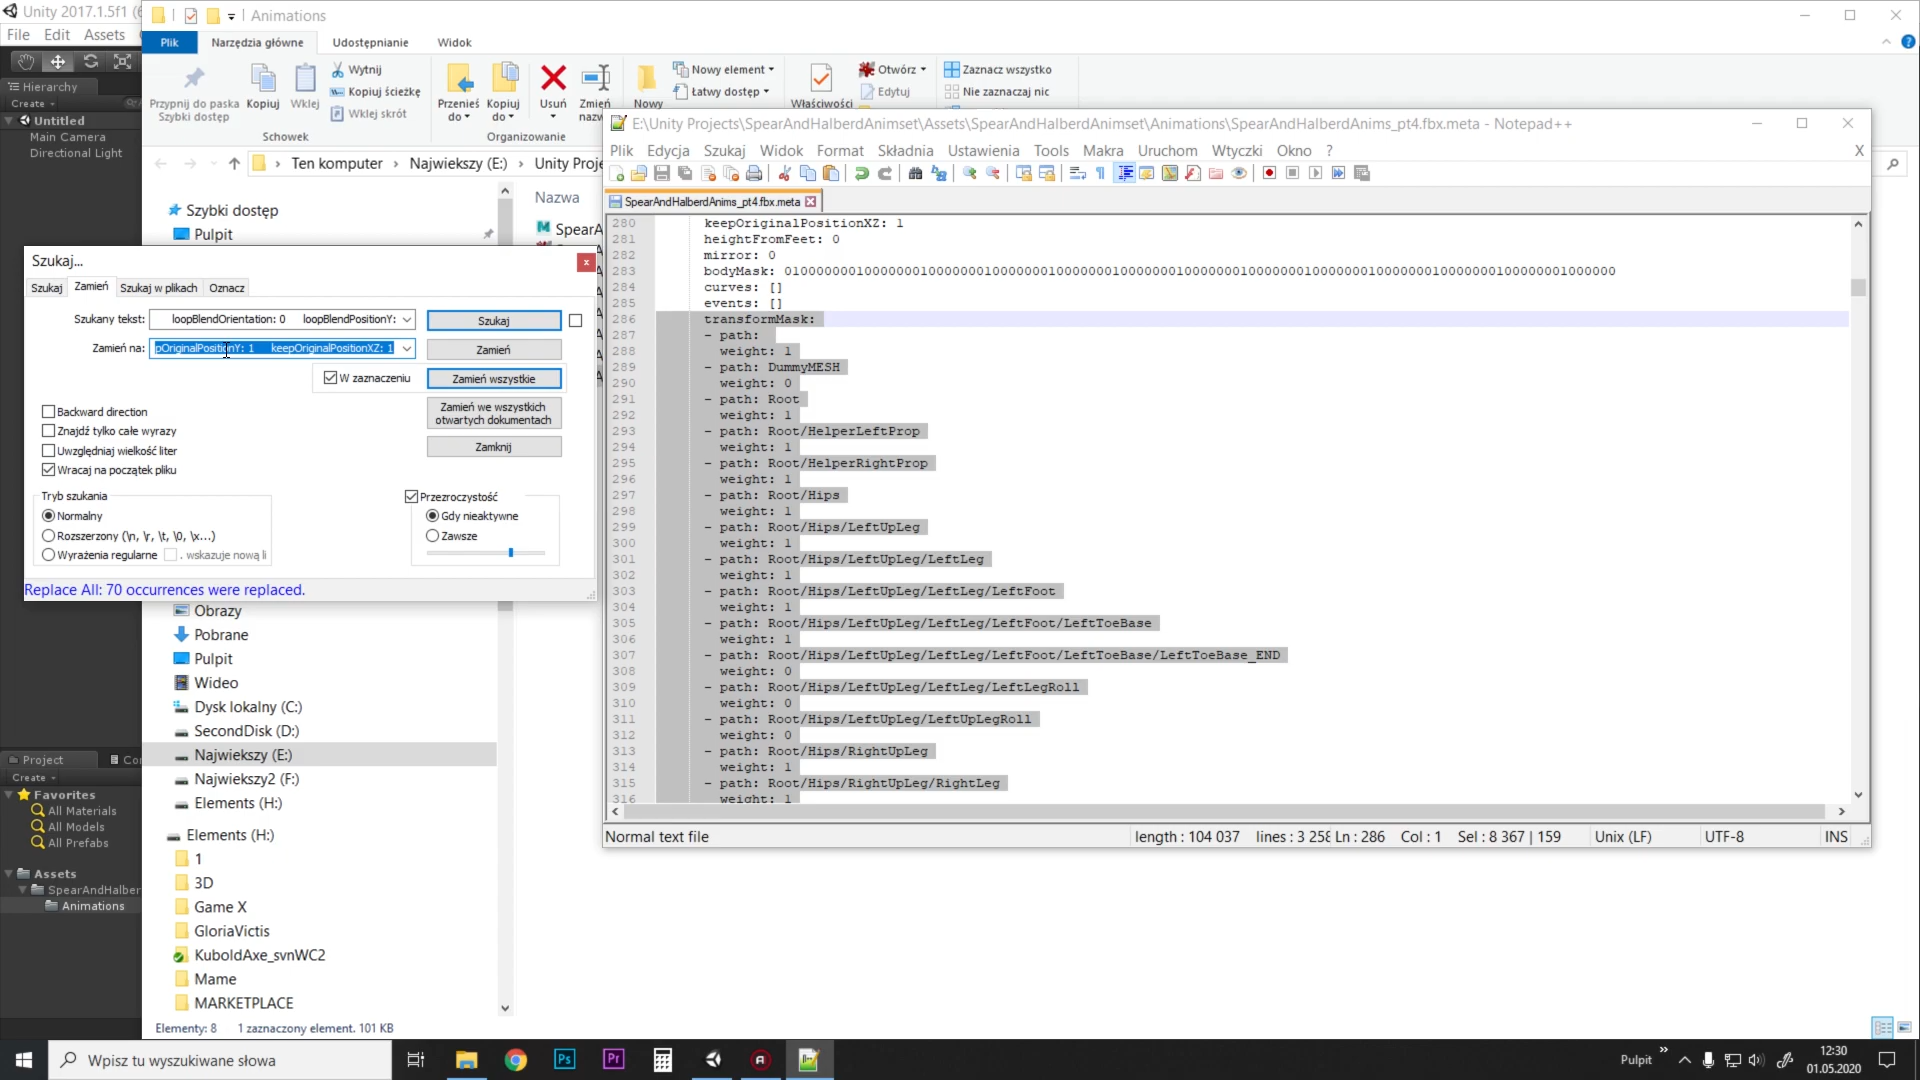 Unity 2017.1.5f1 (6
File Edit Assets
Hierarchy
Create
Untitled
Main Camera
Directional Light
Animations
Plik Narzędzia główne Udostępnianie Widok
Przypnij do paska
Szybki dostęp
Kopiuj
Wklej
Wytnij
Kopiuj ścieżkę
Wklej skrót
Schowek
Przenieś
do
Kopiuj
do
Usuń
Zmień
nazw
Organizowanie
Nowy
Nowy element
Łatwy dostęp
Właściwości
Otwórz
Edytuj
Zaznacz wszystko
Nie zaznaczaj nic
Ten komputer › Najwiekszy (E:) › Unity Proje
Szybki dostęp
Pulpit
Nazwa
SpearA
E:\Unity Projects\SpearAndHalberdAnimset\Assets\SpearAndHalberdAnimset\Animations\SpearAndHalberdAnims_pt4.fbx.meta - Notepad++
Plik Edycja Szukaj Widok Format Składnia Ustawienia Tools Makra Uruchom Wtyczki Okno ? X
SpearAndHalberdAnims_pt4.fbx.meta
280 keepOriginalPositionXZ: 1
281 heightFromFeet: 0
282 mirror: 0
283 bodyMask: 01000000010000000100000001000000010000000100000001000000010000000100000001000000010000000100000001000000
284 curves: []
285 events: []
286 transformMask:
287 - path:
288 weight: 1
289 - path: DummyMESH
290 weight: 0
291 - path: Root
292 weight: 1
293 - path: Root/HelperLeftProp
294 weight: 1
295 - path: Root/HelperRightProp
296 weight: 1
297 - path: Root/Hips
298 weight: 1
299 - path: Root/Hips/LeftUpLeg
300 weight: 1
301 - path: Root/Hips/LeftUpLeg/LeftLeg
302 weight: 1
303 - path: Root/Hips/LeftUpLeg/LeftLeg/LeftFoot
304 weight: 1
305 - path: Root/Hips/LeftUpLeg/LeftLeg/LeftFoot/LeftToeBase
306 weight: 1
307 - path: Root/Hips/LeftUpLeg/LeftLeg/LeftFoot/LeftToeBase/LeftToeBase_END
308 weight: 0
309 - path: Root/Hips/LeftUpLeg/LeftLeg/LeftLegRoll
310 weight: 0
311 - path: Root/Hips/LeftUpLeg/LeftUpLegRoll
312 weight: 0
313 - path: Root/Hips/RightUpLeg
314 weight: 1
315 - path: Root/Hips/RightUpLeg/RightLeg
316 weight: 1
Normal text file length : 104 037 lines : 3 258 Ln : 286 Col : 1 Sel : 8 367 | 159 Unix (LF) UTF-8 INS
Szukaj...
x
Szukaj Zamień Szukaj w plikach Oznacz
Szukany tekst: loopBlendOrientation: 0 loopBlendPositionY: Szukaj
Zamień na: pOriginalPositionY: 1 keepOriginalPositionXZ: 1 Zamień
W zaznaczeniu Zamień wszystkie
Zamień we wszystkich
otwartych dokumentach
Zamknij
Backward direction
Znajdź tylko całe wyrazy
Uwzględniaj wielkość liter
Wracaj na początek pliku
Tryb szukania
Normalny
Rozszerzony (\n, \r, \t, \0, \x...)
Wyrażenia regularne . wskazuje nową li
Przezroczystość
Gdy nieaktywne
Zawsze
Replace All: 70 occurrences were replaced.
Obrazy
Pobrane
Pulpit
Wideo
Dysk lokalny (C:)
SecondDisk (D:)
Najwiekszy (E:)
Najwiekszy2 (F:)
Elements (H:)
Elements (H:)
1
3D
Game X
GloriaVictis
KuboldAxe_svnWC2
Mame
MARKETPLACE
Elementy: 8 1 zaznaczony element. 101 KB
Project Co
Create
Favorites
All Materials
All Models
All Prefabs
Assets
SpearAndHalber
Animations
Wpisz tu wyszukiwane słowa
Ps
Pr
Pulpit
12:30
01.05.2020